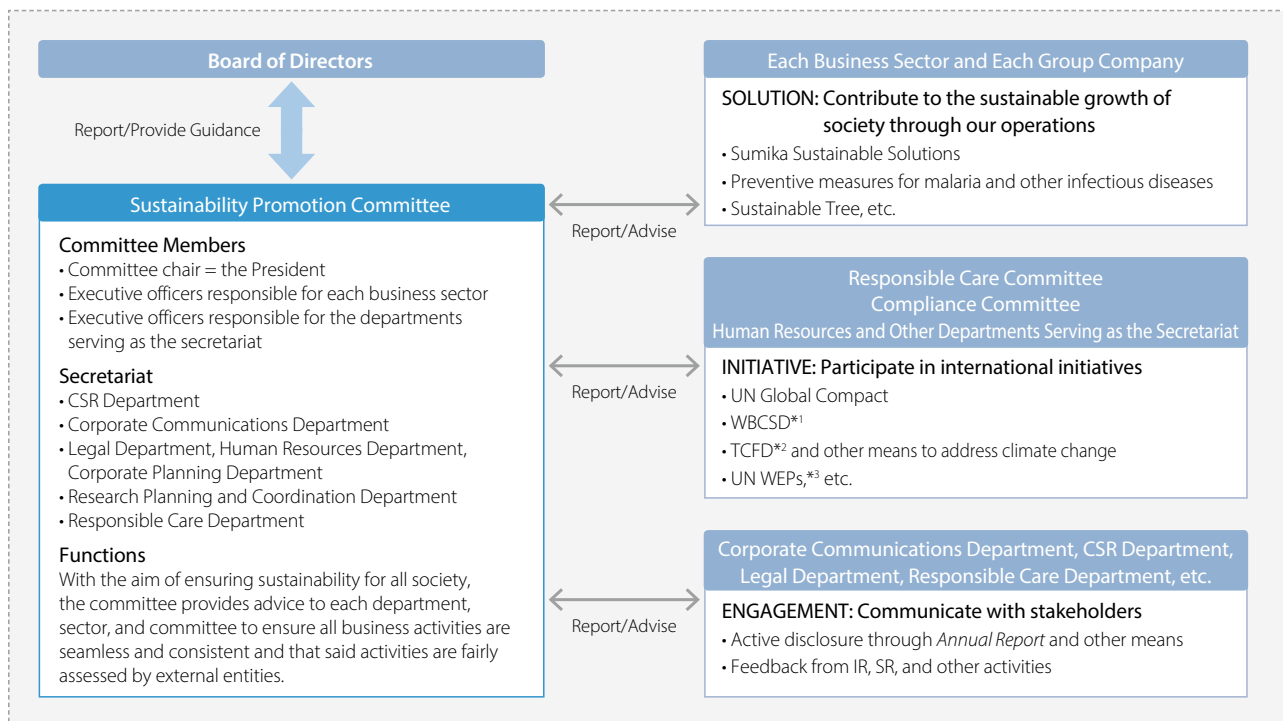 Board of Directors
Report/Provide Guidance
Sustainability Promotion Committee
Committee Members
• Committee chair = the President
• Executive officers responsible for each business sector
• Executive officers responsible for the departments
serving as the secretariat
Secretariat
• CSR Department
• Corporate Communications Department
• Legal Department, Human Resources Department,
Corporate Planning Department
• Research Planning and Coordination Department
• Responsible Care Department
Functions
With the aim of ensuring sustainability for all society,
the committee provides advice to each department,
sector, and committee to ensure all business activities are
seamless and consistent and that said activities are fairly
assessed by external entities.
Report/Advise
Each Business Sector and Each Group Company
SOLUTION: Contribute to the sustainable growth of
society through our operations
• Sumika Sustainable Solutions
• Preventive measures for malaria and other infectious diseases
• Sustainable Tree, etc.
Report/Advise
Responsible Care Committee
Compliance Committee
Human Resources and Other Departments Serving as the Secretariat
INITIATIVE: Participate in international initiatives
• UN Global Compact
• WBCSD*1
• TCFD*2 and other means to address climate change
• UN WEPs,*3 etc.
Report/Advise
Corporate Communications Department, CSR Department,
Legal Department, Responsible Care Department, etc.
ENGAGEMENT: Communicate with stakeholders
• Active disclosure through Annual Report and other means
• Feedback from IR, SR, and other activities